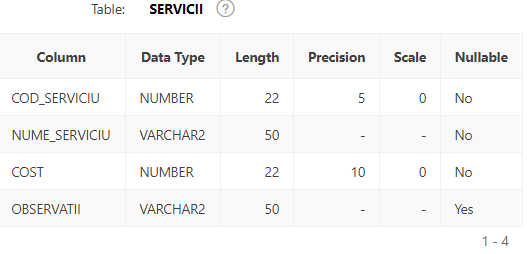 Table: SERVICII ?
Column Data Type Length Precision Scale Nullable
COD_SERVICIU NUMBER 22 5 0 No
NUME_SERVICIU VARCHAR2 50 - - No
COST NUMBER 22 10 0 No
OBSERVATII VARCHAR2 50 - - Yes
1 - 4